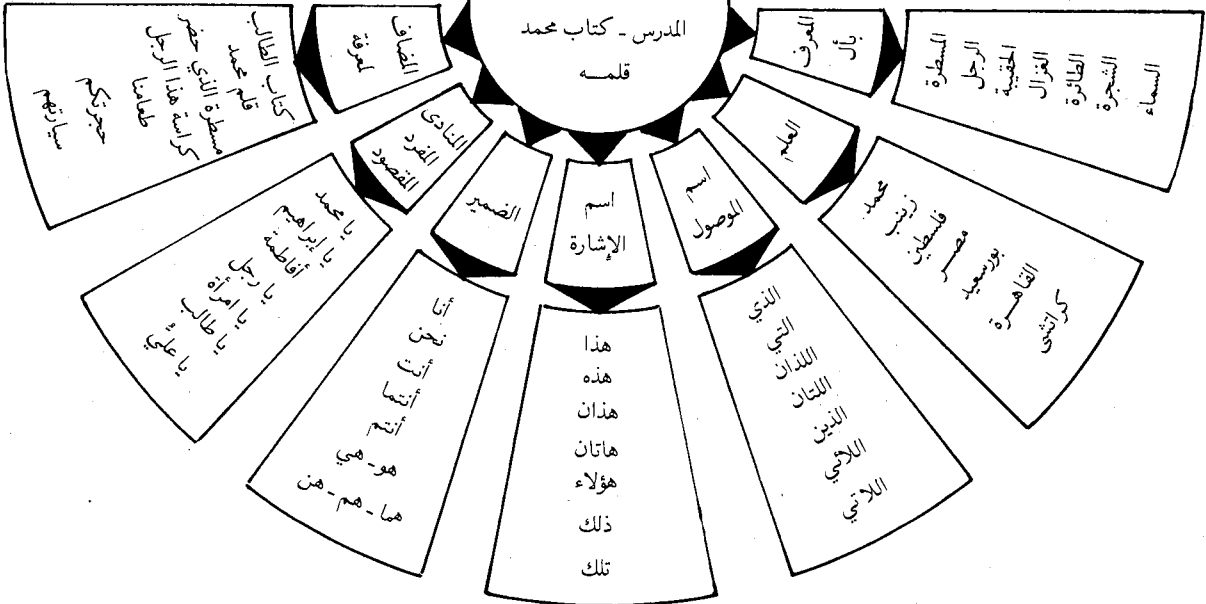 المدرس - كتاب محمد
قلمـــه
المعرف
بأل
المسطرة
الرجل
الحقيبة
الغزال
الطائرة
الشجرة
السماء
العلم
محمد
زينب
فلسطين
مصـــر
بورسعيد
القاهـــرة
كراتشى
اسم
الموصول
الذي
التي
اللذان
اللتان
الذين
اللائي
اللاتي
اسم
الإشارة
هذا
هذه
هذان
هاتان
هؤلاء
ذلك
تلك
الضمير
أنا
نحن
أنت
أنتما
أنتم
هو - هي
هما - هم - هن
المنادى
المفرد
المقصود
يا محمد
يا إبراهيم
أفاطمة
يا رجل
يا امرأة
يا طالب
يا عليّ
المضاف
لمعرفة
كتاب الطالب
قلم محمد
مسطرة الذي حضر
كراسة هذا الرجل
طعامنا
حجرتكم
سيارتهم